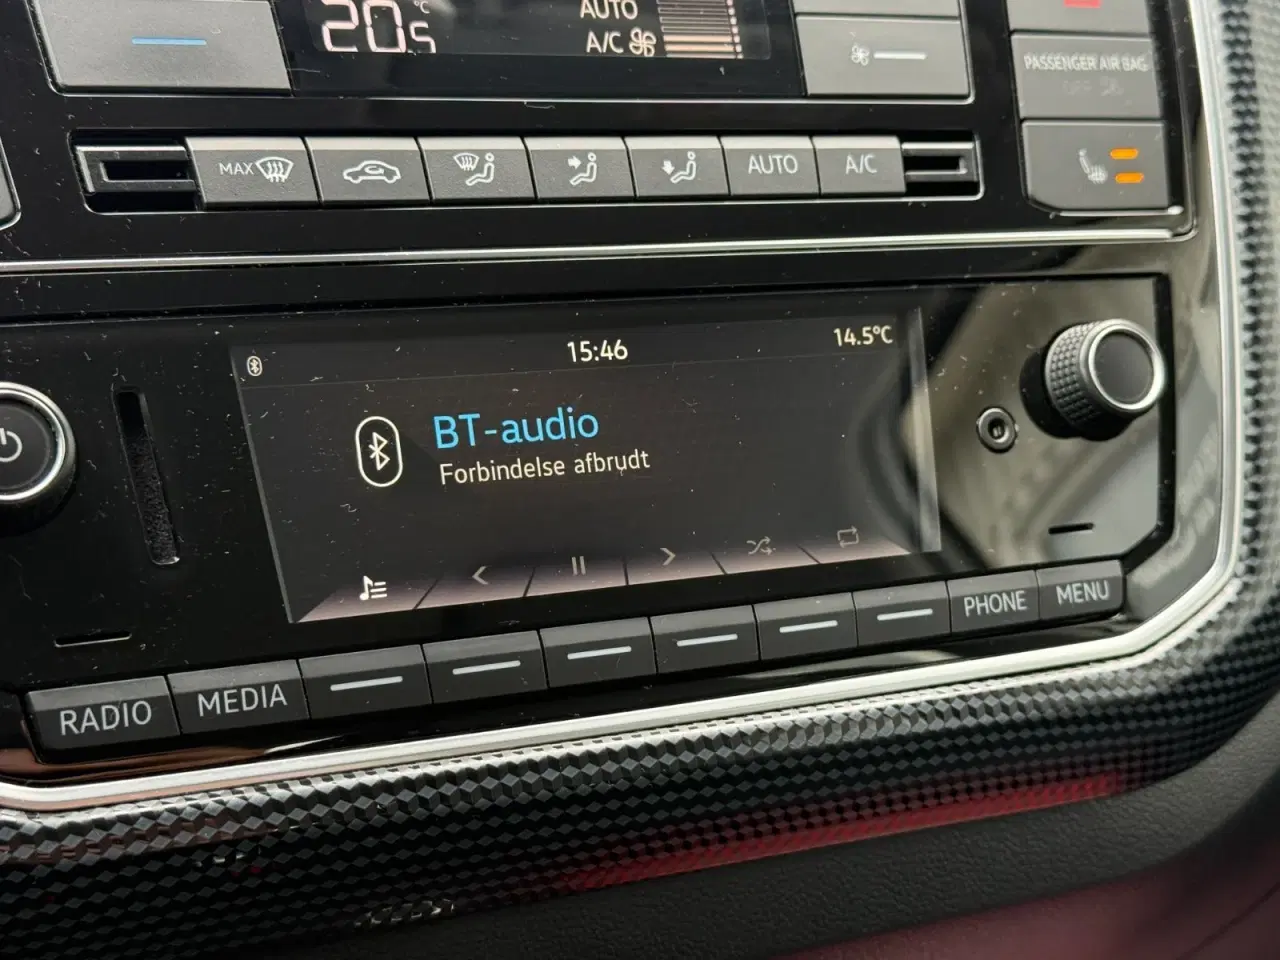 20.5 °C
AUTO
A/C
PASSENGER AIR BAG
MAX
AUTO
A/C
15:46
14.5°C
BT-audio
Forbindelse afbrudt
RADIO
MEDIA
PHONE
MENU